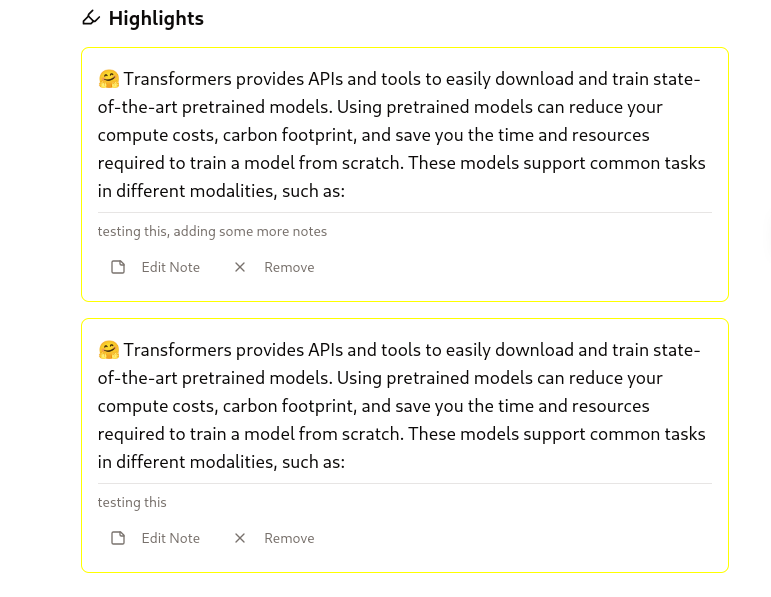 Highlights
🤗 Transformers provides APIs and tools to easily download and train state-
of-the-art pretrained models. Using pretrained models can reduce your
compute costs, carbon footprint, and save you the time and resources
required to train a model from scratch. These models support common tasks
in different modalities, such as:
testing this, adding some more notes
Edit Note Remove
🤗 Transformers provides APIs and tools to easily download and train state-
of-the-art pretrained models. Using pretrained models can reduce your
compute costs, carbon footprint, and save you the time and resources
required to train a model from scratch. These models support common tasks
in different modalities, such as:
testing this
Edit Note Remove